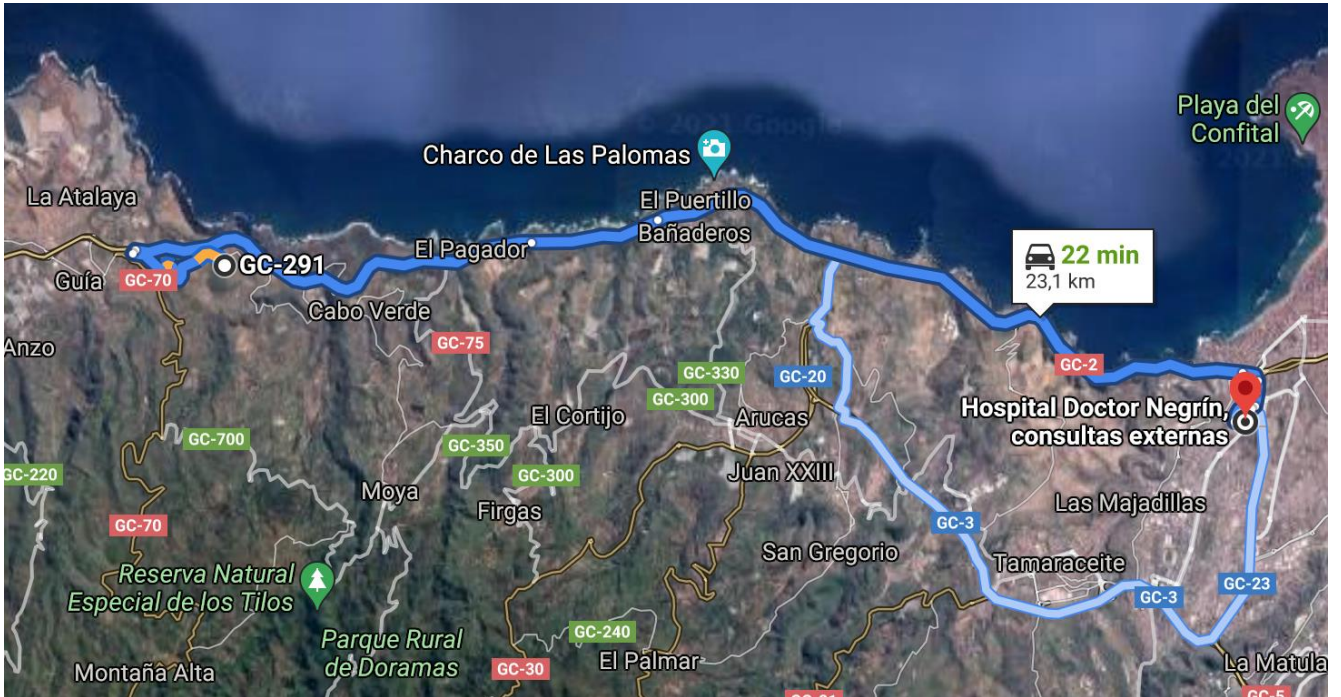 © 2021 Google
Playa del
Confital
Charco de Las Palomas
La Atalaya
El Puertillo
Bañaderos
El Pagador
GC-291
22 min
23,1 km
GC-70
Guía
Cabo Verde
Anzo
GC-75
GC-2
GC-330
GC-20
GC-300
El Cortijo
Arucas
Hospital Doctor Negrín,
consultas externas
GC-700
GC-350
GC-220
GC-300
Juan XXIII
Moya
Firgas
Las Majadillas
GC-70
GC-3
San Gregorio
Tamaraceite
Reserva Natural
Especial de los Tilos
GC-3
GC-23
GC-240
Parque Rural
de Doramas
El Palmar
Montaña Alta
GC-30
La Matula
GC-5